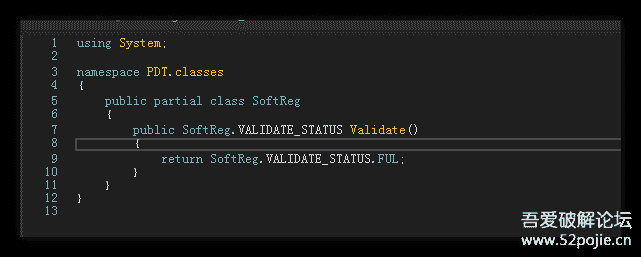 1 using System;
2
3 namespace PDT.classes
4 {
5 public partial class SoftReg
6 {
7 public SoftReg.VALIDATE_STATUS Validate()
8 {
9 return SoftReg.VALIDATE_STATUS.FUL;
10 }
11 }
12 }
13
吾爱破解论坛
www.52pojie.cn